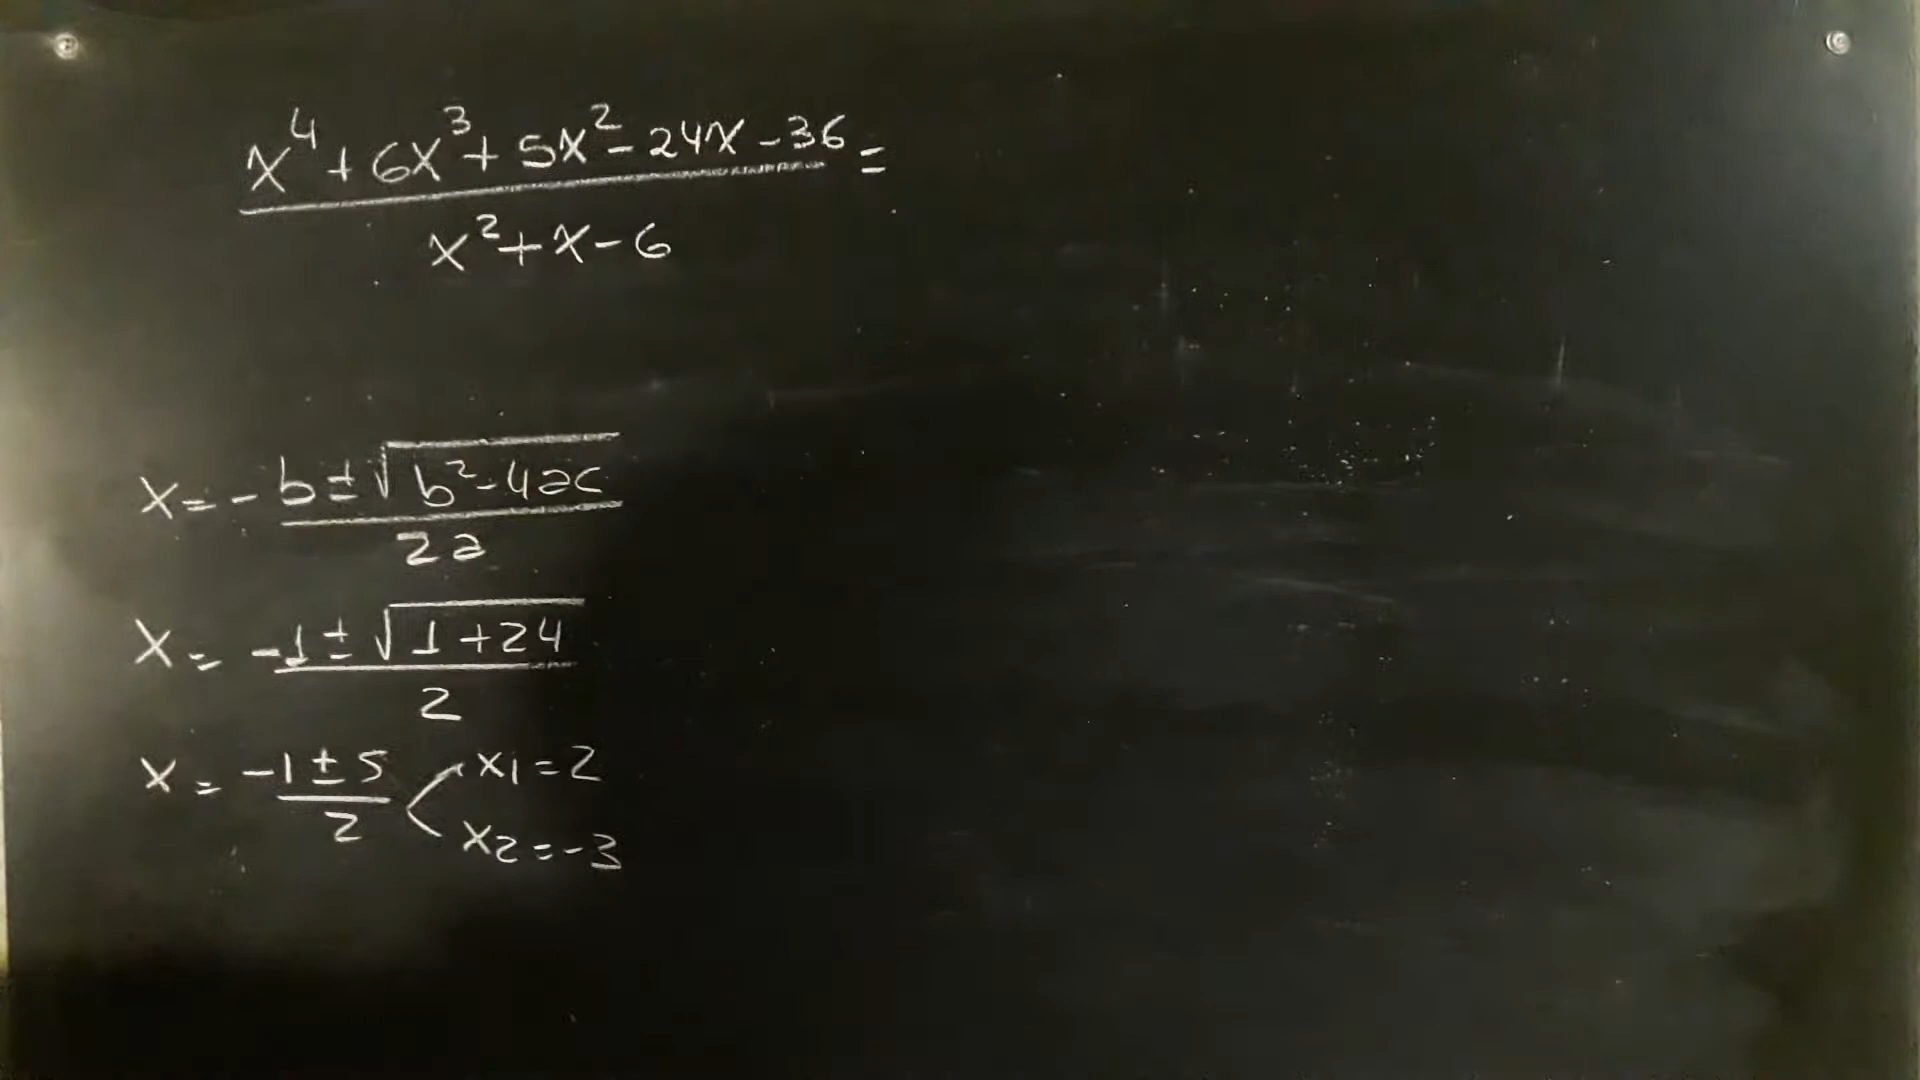 x⁴ + 6x³ + 5x² - 24x - 36 =
x² + x - 6
x = - b ± √b² - 4ac
2a
x = -1 ± √1 + 24
2
x = -1 ± 5
2
x1 = 2
x2 = -3